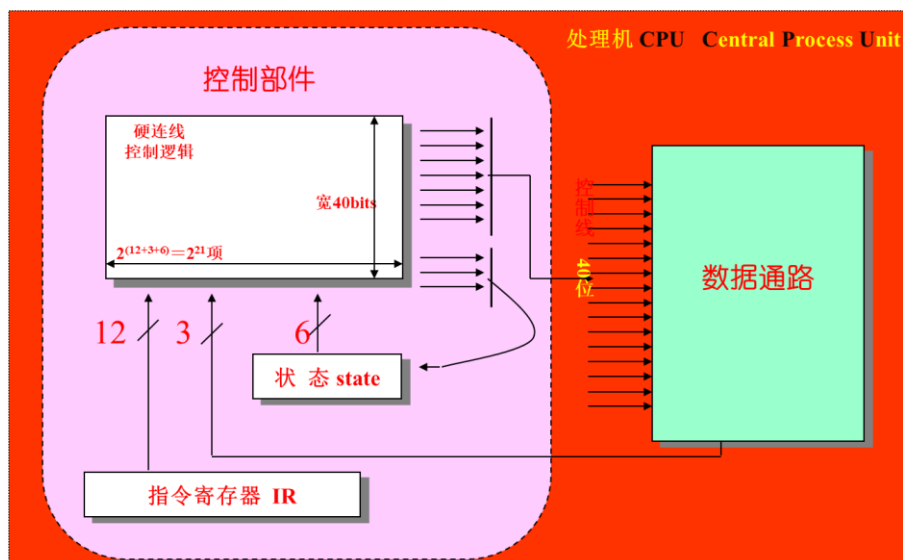 处理机 CPU Central Process Unit
控制部件
硬连线
控制逻辑
宽40bits
2(12+3+6)＝221项
控制线
40位
数据通路
12
3
6
状 态 state
指令寄存器 IR